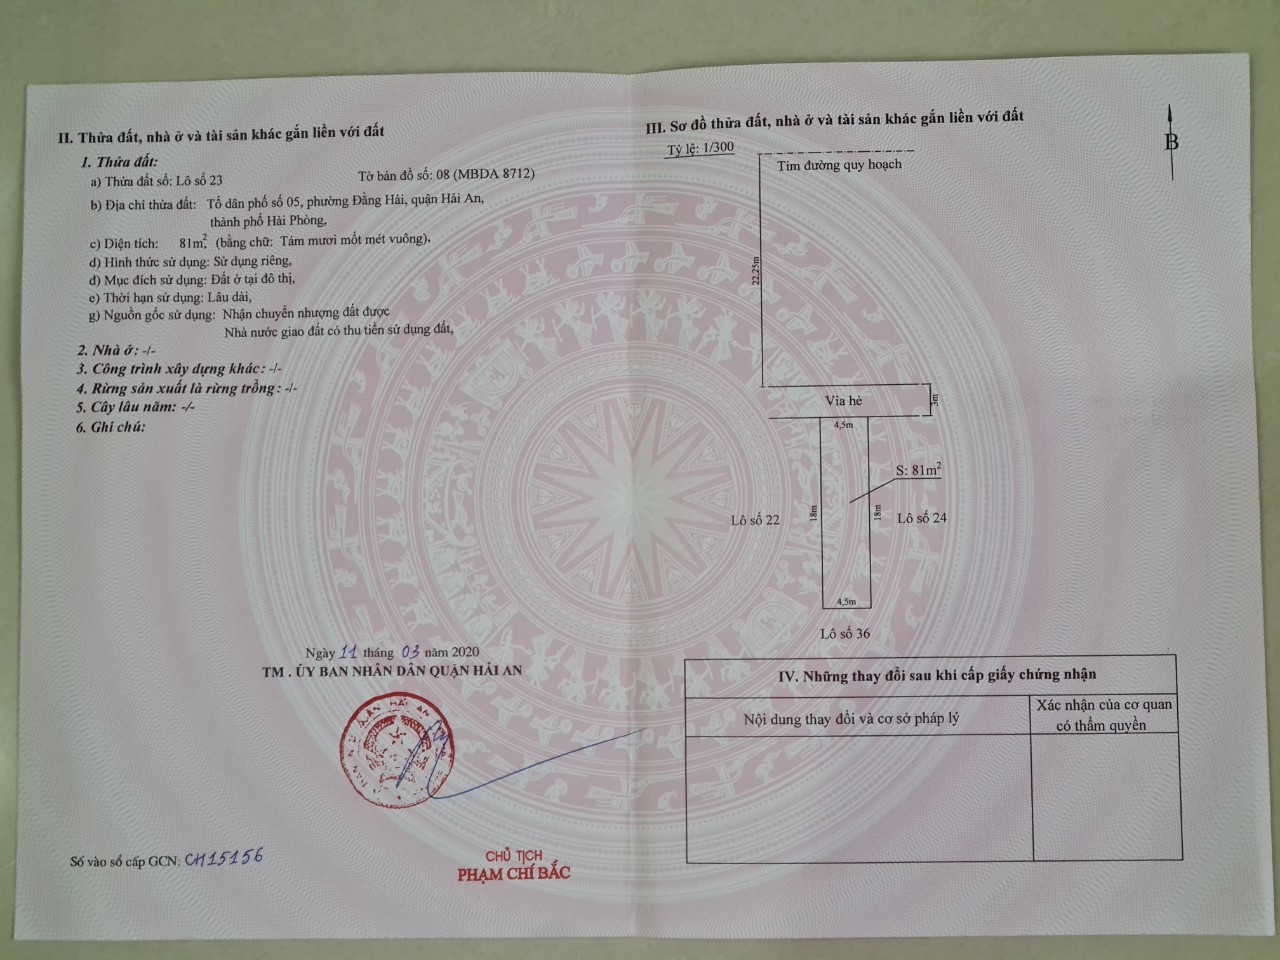 II. Thửa đất, nhà ở và tài sản khác gắn liền với đất
1. Thửa đất:
a) Thửa đất số: Lô số 23 Tờ bản đồ số: 08 (MBDA 8712)
b) Địa chỉ thửa đất: Tổ dân phố số 05, phường Đằng Hải, quận Hải An,
thành phố Hải Phòng,
c) Diện tích: 81m², (bằng chữ: Tám mươi mốt mét vuông),
d) Hình thức sử dụng: Sử dụng riêng,
đ) Mục đích sử dụng: Đất ở tại đô thị,
e) Thời hạn sử dụng: Lâu dài,
g) Nguồn gốc sử dụng: Nhận chuyển nhượng đất được
Nhà nước giao đất có thu tiền sử dụng đất,
2. Nhà ở: -/-
3. Công trình xây dựng khác: -/-
4. Rừng sản xuất là rừng trồng: -/-
5. Cây lâu năm: -/-
6. Ghi chú:
Ngày 11 tháng 03 năm 2020
TM . ỦY BAN NHÂN DÂN QUẬN HẢI AN
CHỦ TỊCH
PHẠM CHÍ BẮC
Số vào sổ cấp GCN: CH15156
III. Sơ đồ thửa đất, nhà ở và tài sản khác gắn liền với đất
Tỷ lệ: 1/300
B
Tim đường quy hoạch
22,25m
Vỉa hè
3m
4,5m
S: 81m²
18m
18m
Lô số 22
Lô số 24
4,5m
Lô số 36
IV. Những thay đổi sau khi cấp giấy chứng nhận
Nội dung thay đổi và cơ sở pháp lý
Xác nhận của cơ quan
có thẩm quyền